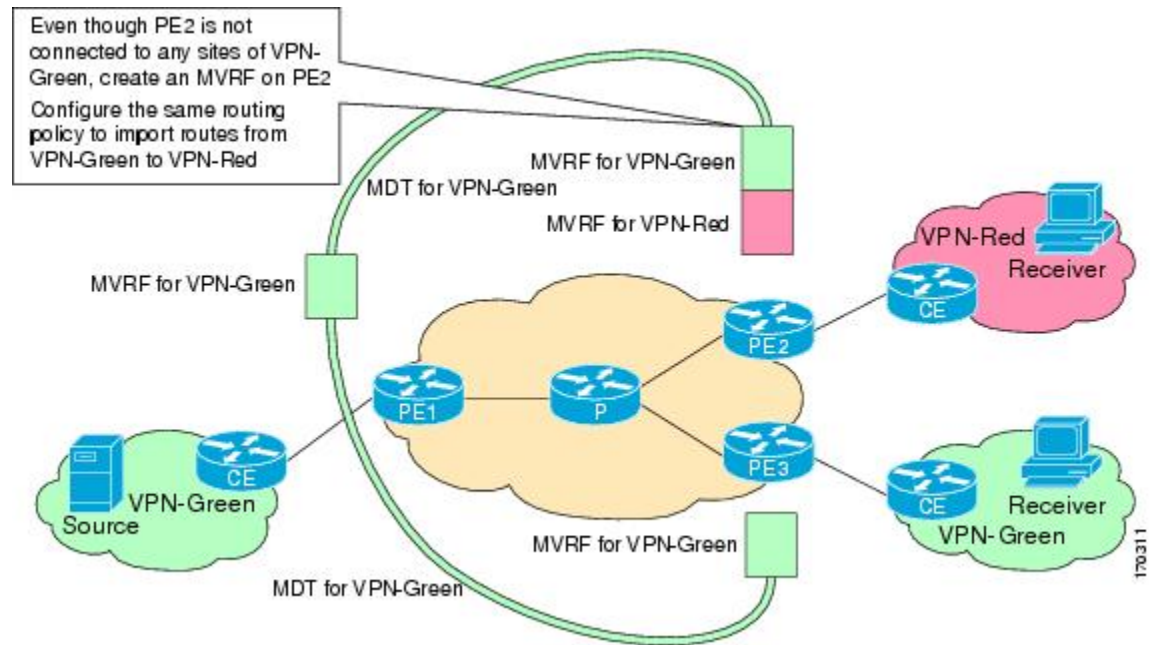 Even though PE2 is not
connected to any sites of VPN-
Green, create an MVRF on PE2
Configure the same routing
policy to import routes from
VPN-Green to VPN-Red
MVRF for VPN-Green
MDT for VPN-Green
MVRF for VPN-Red
VPN-Red
Receiver
MVRF for VPN-Green
CE
PE2
PE1
P
PE3
CE
VPN-Green
Source
CE
Receiver
VPN-Green
MVRF for VPN-Green
MDT for VPN-Green
170311